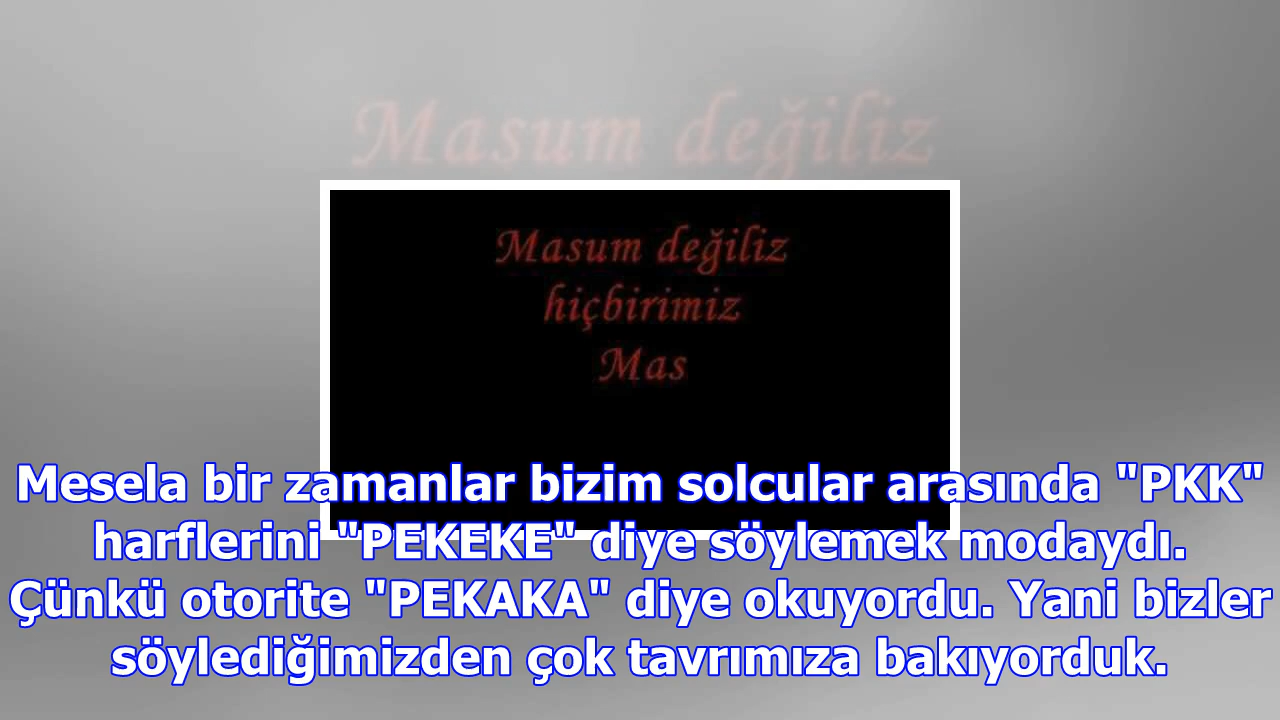 Masum değiliz
Masum değiliz
hiçbirimiz
Mas
Mesela bir zamanlar bizim solcular arasında "PKK"
harflerini "PEKEKE" diye söylemek modaydı.
Çünkü otorite "PEKAKA" diye okuyordu. Yani bizler
söylediğimizden çok tavrımıza bakıyorduk.